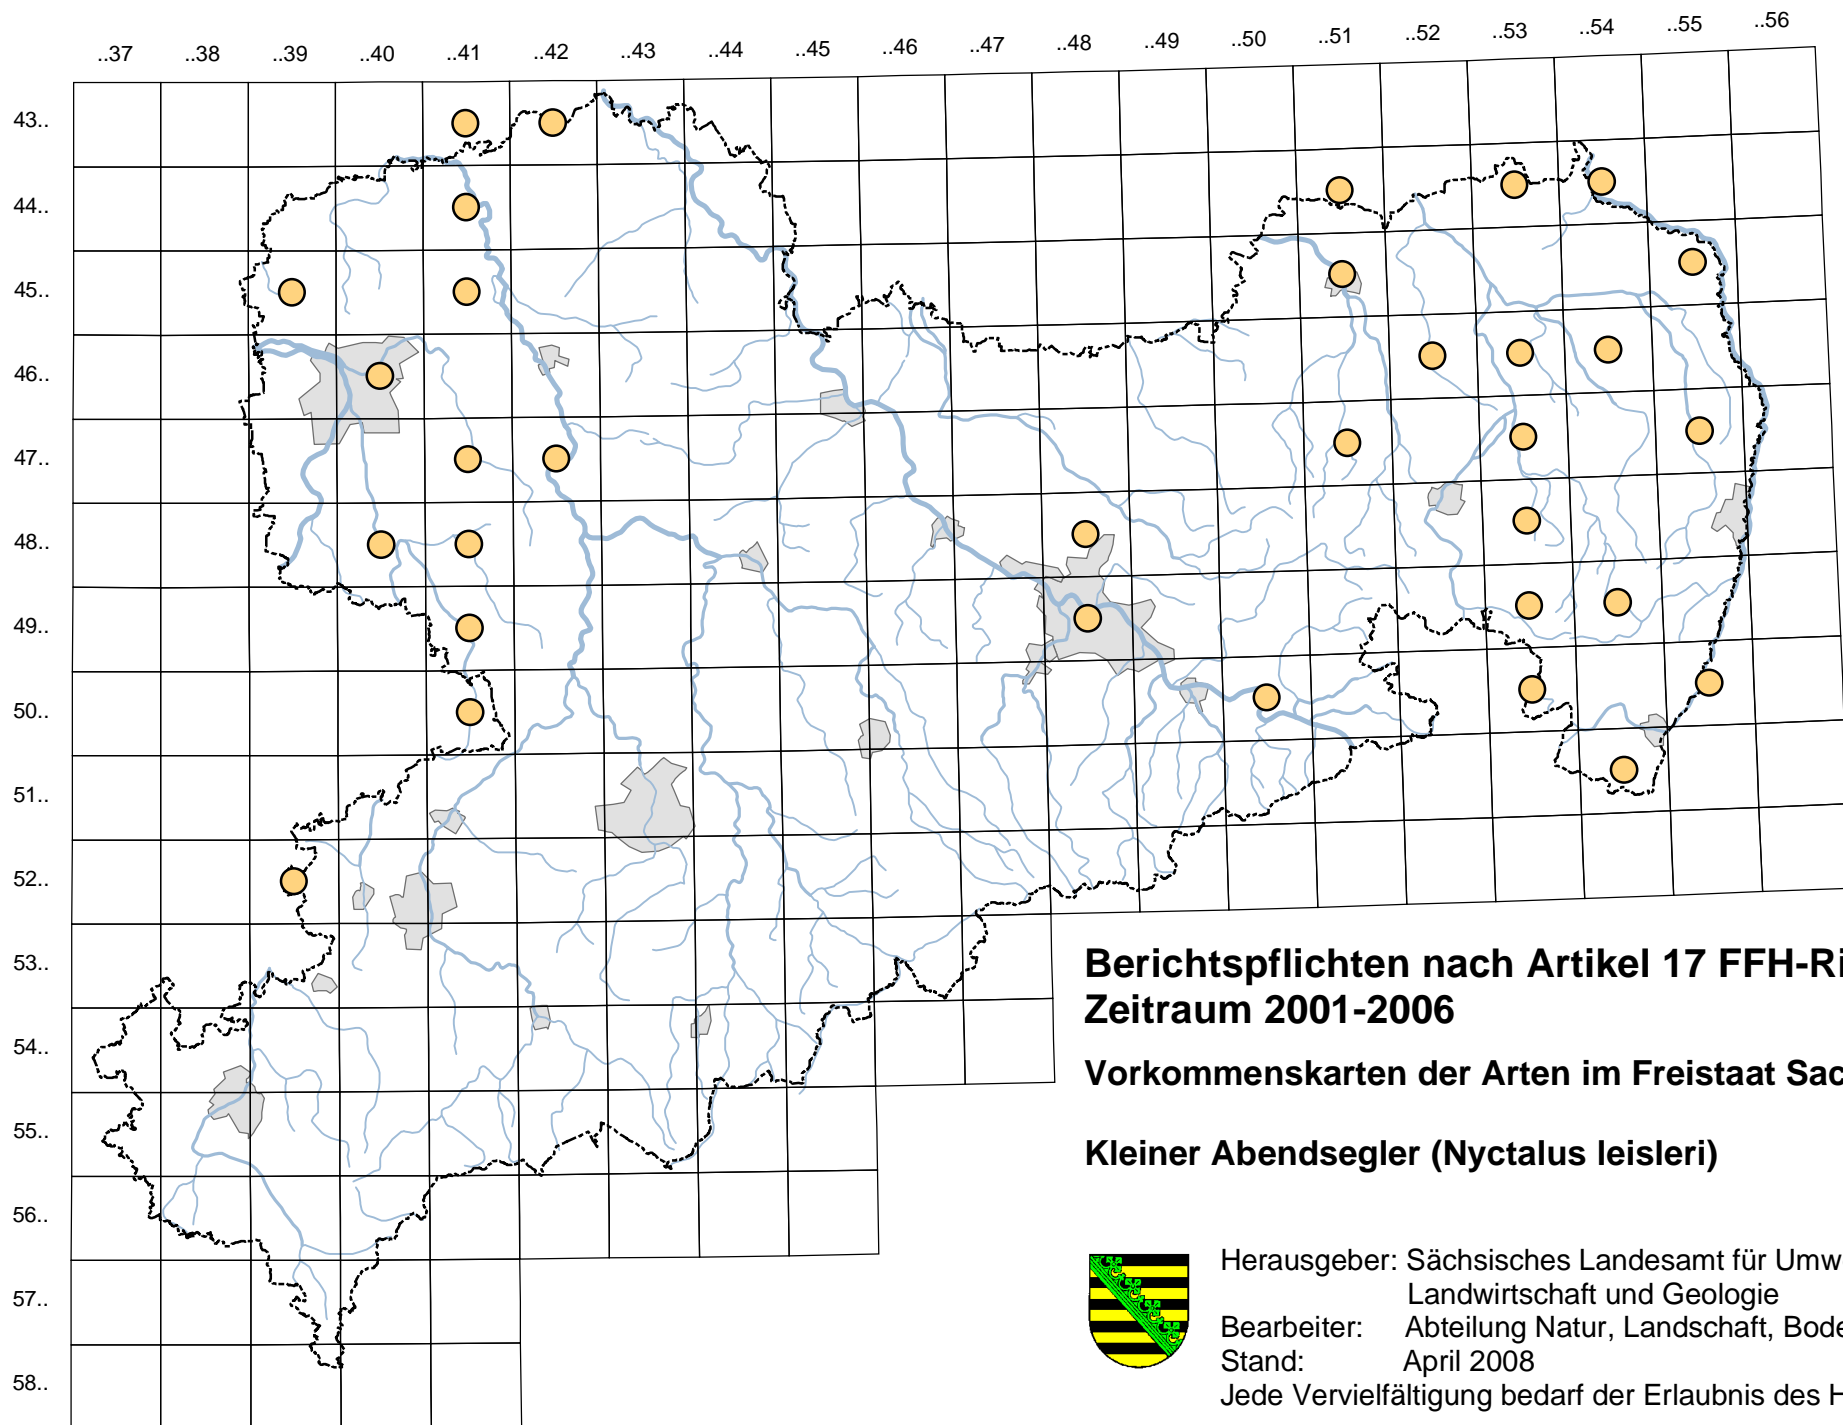 ..37 ..38 ..39 ..40 ..41 ..42 ..43 ..44 ..45 ..46 ..47 ..48 ..49 ..50 ..51 ..52 ..53 ..54 ..55 ..56
43..
44..
45..
46..
47..
48..
49..
50..
51..
52..
53..
54..
55..
56..
57..
58..
Berichtspflichten nach Artikel 17 FFH-Ri
Zeitraum 2001-2006
Vorkommenskarten der Arten im Freistaat Sac
Kleiner Abendsegler (Nyctalus leisleri)
Herausgeber: Sächsisches Landesamt für Umw
Landwirtschaft und Geologie
Bearbeiter: Abteilung Natur, Landschaft, Bode
Stand: April 2008
Jede Vervielfältigung bedarf der Erlaubnis des H